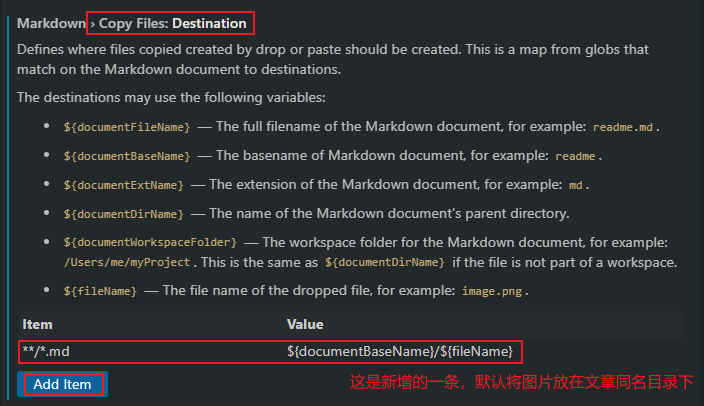 Markdown › Copy Files: Destination
Defines where files copied created by drop or paste should be created. This is a map from globs that
match on the Markdown document to destinations.
The destinations may use the following variables:
• ${documentFileName} — The full filename of the Markdown document, for example: readme.md.
• ${documentBaseName} — The basename of Markdown document, for example: readme.
• ${documentExtName} — The extension of the Markdown document, for example: md.
• ${documentDirName} — The name of the Markdown document's parent directory.
• ${documentWorkspaceFolder} — The workspace folder for the Markdown document, for example:
/Users/me/myProject. This is the same as ${documentDirName} if the file is not part of a workspace.
• ${fileName} — The file name of the dropped file, for example: image.png.
Item Value
**/*.md ${documentBaseName}/${fileName}
Add Item 这是新增的一条，默认将图片放在文章同名目录下